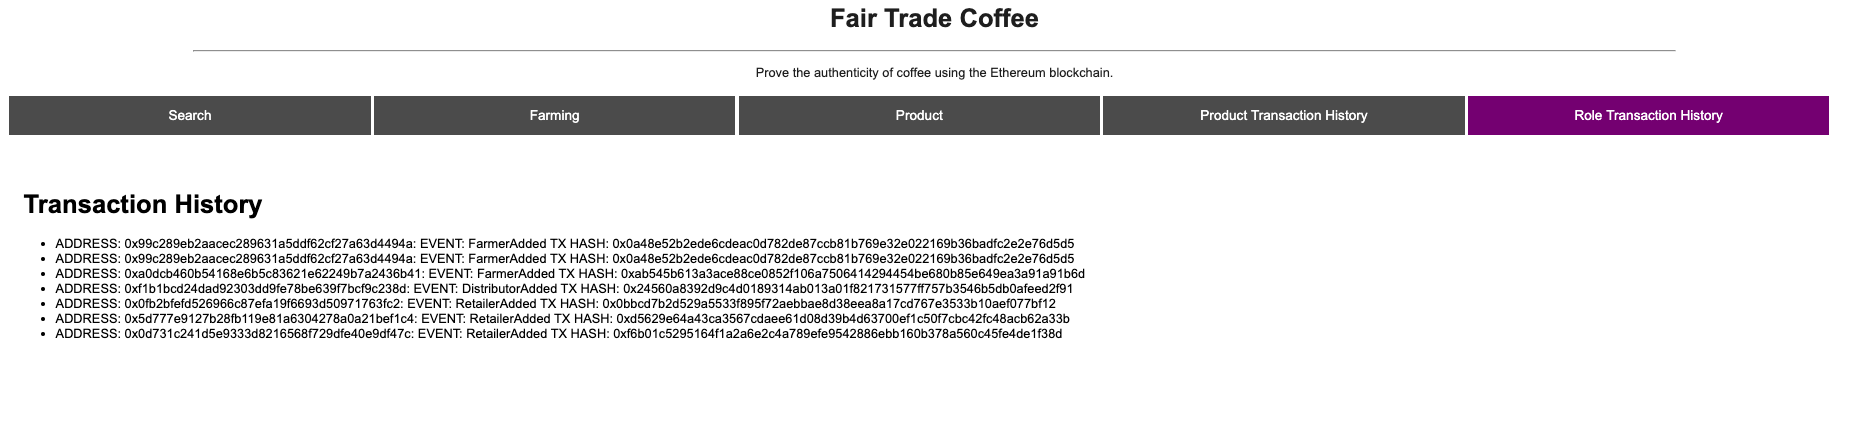 Fair Trade Coffee
Prove the authenticity of coffee using the Ethereum blockchain.
Search
Farming
Product
Product Transaction History
Role Transaction History
Transaction History
ADDRESS: 0x99c289eb2aacec289631a5ddf62cf27a63d4494a: EVENT: FarmerAdded TX HASH: 0x0a48e52b2ede6cdeac0d782de87ccb81b769e32e022169b36badfc2e2e76d5d5
ADDRESS: 0x99c289eb2aacec289631a5ddf62cf27a63d4494a: EVENT: FarmerAdded TX HASH: 0x0a48e52b2ede6cdeac0d782de87ccb81b769e32e022169b36badfc2e2e76d5d5
ADDRESS: 0xa0dcb460b54168e6b5c83621e62249b7a2436b41: EVENT: FarmerAdded TX HASH: 0xab545b613a3ace88ce0852f106a7506414294454be680b85e649ea3a91a91b6d
ADDRESS: 0xf1b1bcd24dad92303dd9fe78be639f7bcf9c238d: EVENT: DistributorAdded TX HASH: 0x24560a8392d9c4d0189314ab013a01f821731577ff757b3546b5db0afeed2f91
ADDRESS: 0x0fb2bfefd526966c87efa19f6693d50971763fc2: EVENT: RetailerAdded TX HASH: 0x0bbcd7b2d529a5533f895f72aebbae8d38eea8a17cd767e3533b10aef077bf12
ADDRESS: 0x5d777e9127b28fb119e81a6304278a0a21bef1c4: EVENT: RetailerAdded TX HASH: 0xd5629e64a43ca3567cdaee61d08d39b4d63700ef1c50f7cbc42fc48acb62a33b
ADDRESS: 0x0d731c241d5e9333d8216568f729dfe40e9df47c: EVENT: RetailerAdded TX HASH: 0xf6b01c5295164f1a2a6e2c4a789efe9542886ebb160b378a560c45fe4de1f38d